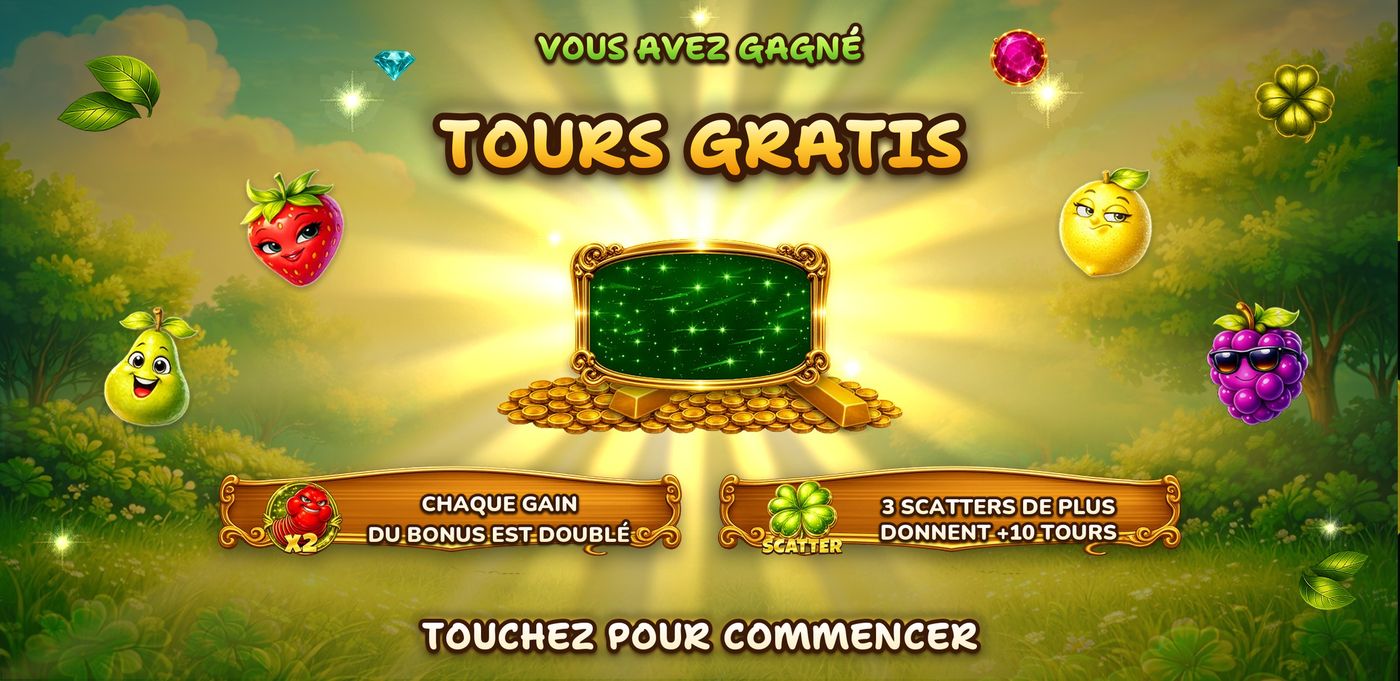 VOUS AVEZ GAGNÉ
TOURS GRATIS
CHAQUE GAIN
DU BONUS EST DOUBLÉ
X2
3 SCATTERS DE PLUS
DONNENT +10 TOURS
SCATTER
TOUCHEZ POUR COMMENCER